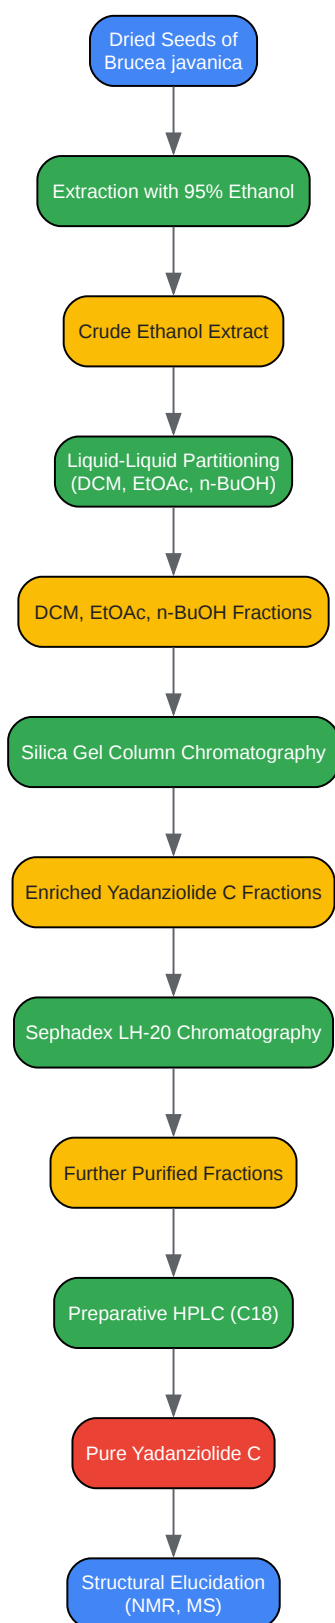 Dried Seeds of
Brucea javanica
Extraction with 95% Ethanol
Crude Ethanol Extract
Liquid-Liquid Partitioning
(DCM, EtOAc, n-BuOH)
DCM, EtOAc, n-BuOH Fractions
Silica Gel Column Chromatography
Enriched Yadanziolide C Fractions
Sephadex LH-20 Chromatography
Further Purified Fractions
Preparative HPLC (C18)
Pure Yadanziolide C
Structural Elucidation
(NMR, MS)